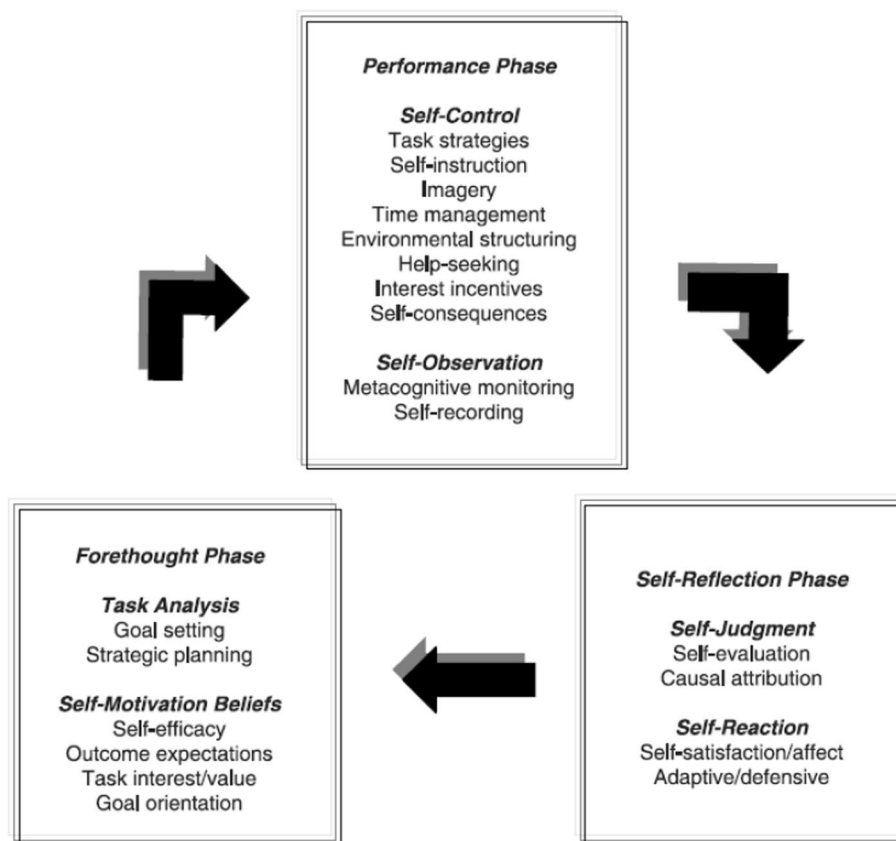 Performance Phase
Self-Control
Task strategies
Self-instruction
Imagery
Time management
Environmental structuring
Help-seeking
Interest incentives
Self-consequences
Self-Observation
Metacognitive monitoring
Self-recording
Forethought Phase
Task Analysis
Goal setting
Strategic planning
Self-Motivation Beliefs
Self-efficacy
Outcome expectations
Task interest/value
Goal orientation
Self-Reflection Phase
Self-Judgment
Self-evaluation
Causal attribution
Self-Reaction
Self-satisfaction/affect
Adaptive/defensive